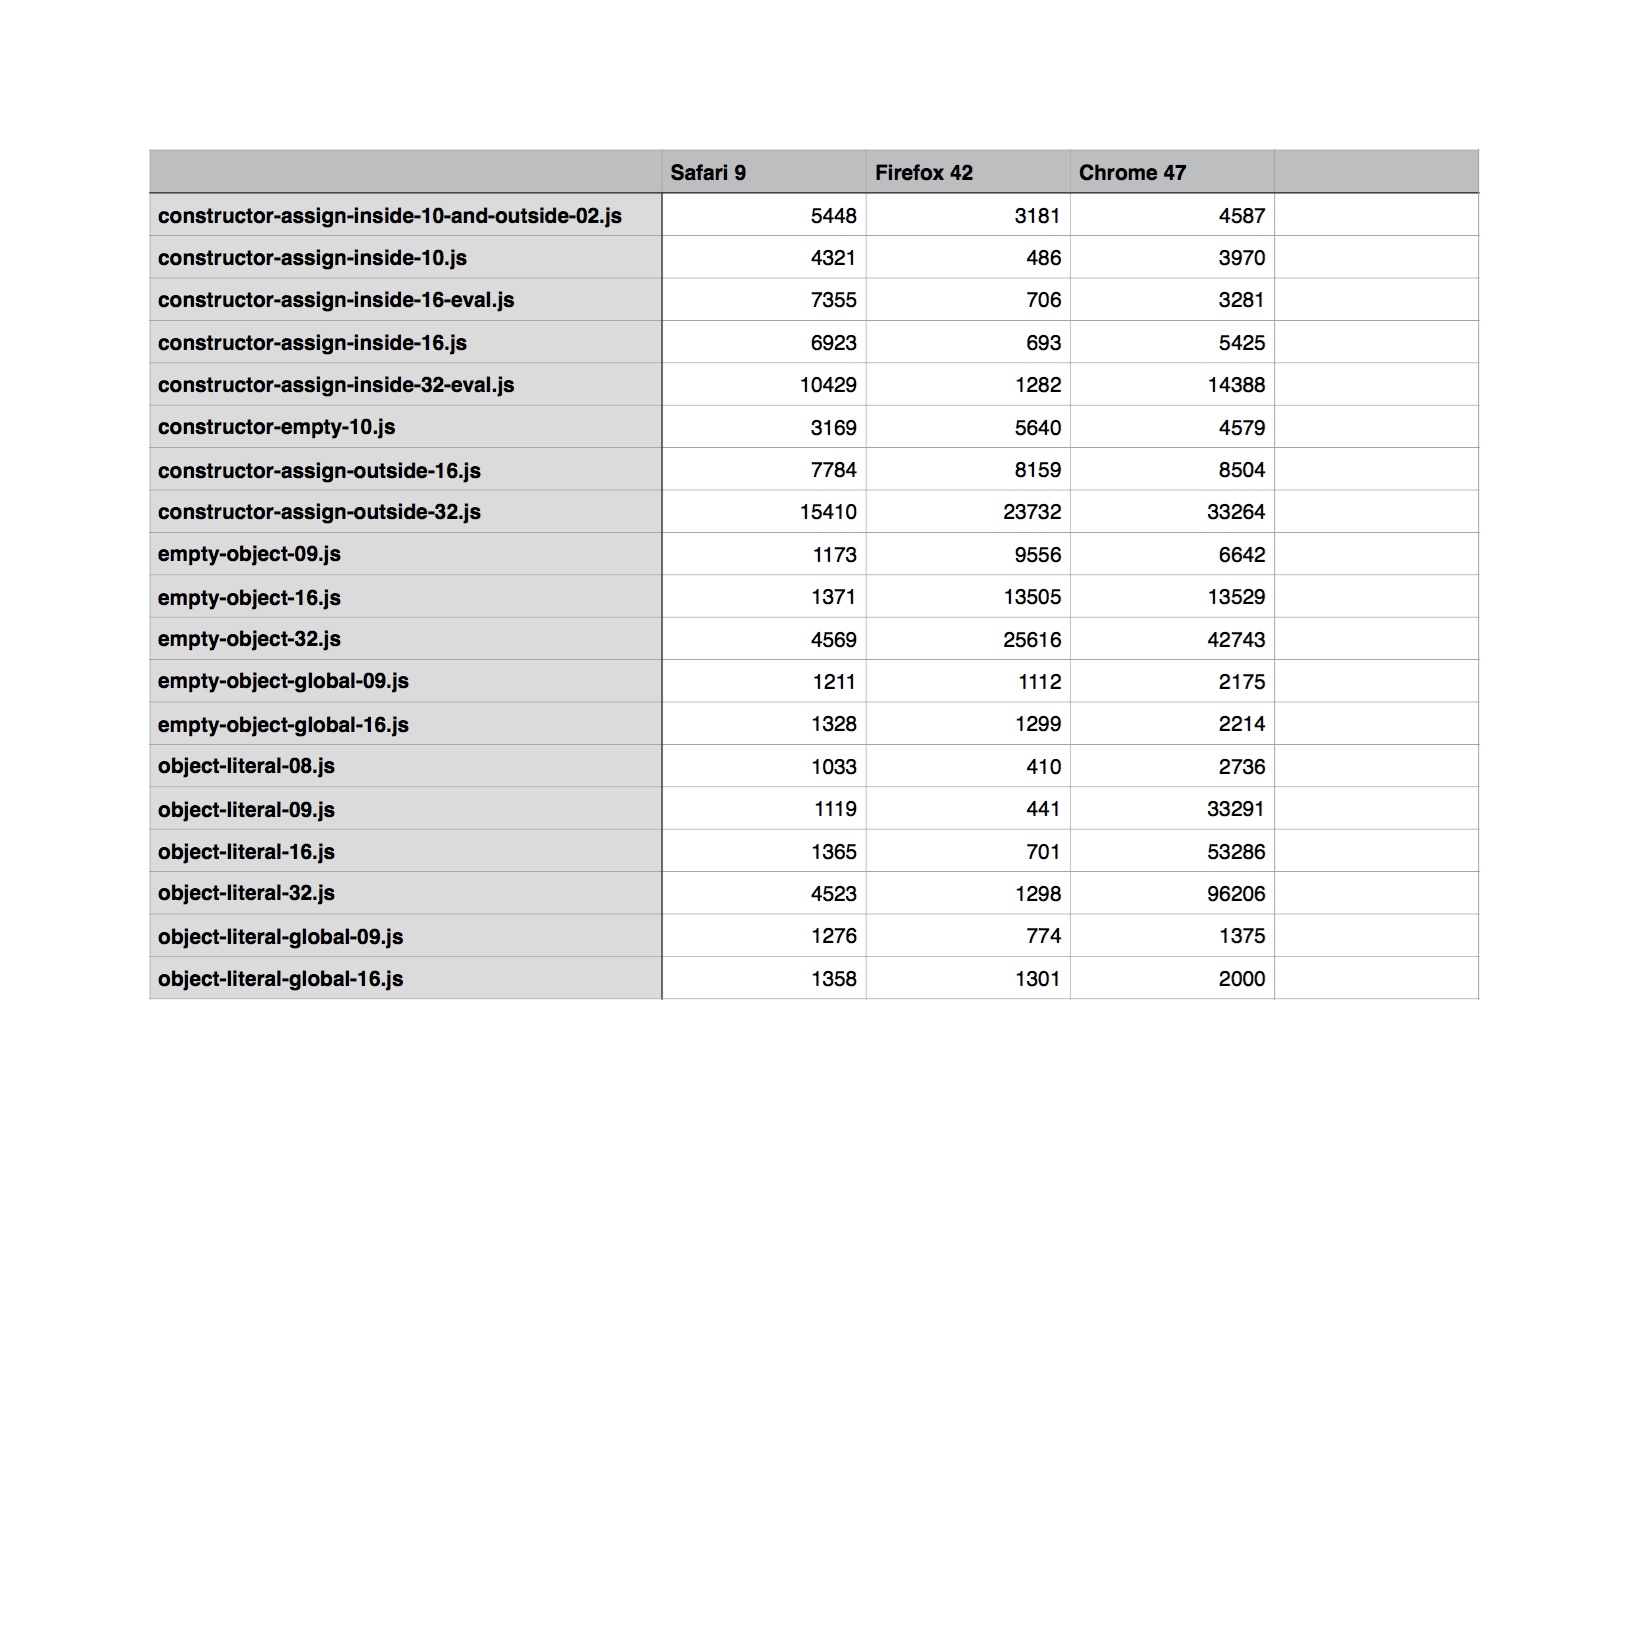 Safari 9 Firefox 42 Chrome 47
constructor-assign-inside-10-and-outside-02.js 5448 3181 4587
constructor-assign-inside-10.js 4321 486 3970
constructor-assign-inside-16-eval.js 7355 706 3281
constructor-assign-inside-16.js 6923 693 5425
constructor-assign-inside-32-eval.js 10429 1282 14388
constructor-empty-10.js 3169 5640 4579
constructor-assign-outside-16.js 7784 8159 8504
constructor-assign-outside-32.js 15410 23732 33264
empty-object-09.js 1173 9556 6642
empty-object-16.js 1371 13505 13529
empty-object-32.js 4569 25616 42743
empty-object-global-09.js 1211 1112 2175
empty-object-global-16.js 1328 1299 2214
object-literal-08.js 1033 410 2736
object-literal-09.js 1119 441 33291
object-literal-16.js 1365 701 53286
object-literal-32.js 4523 1298 96206
object-literal-global-09.js 1276 774 1375
object-literal-global-16.js 1358 1301 2000